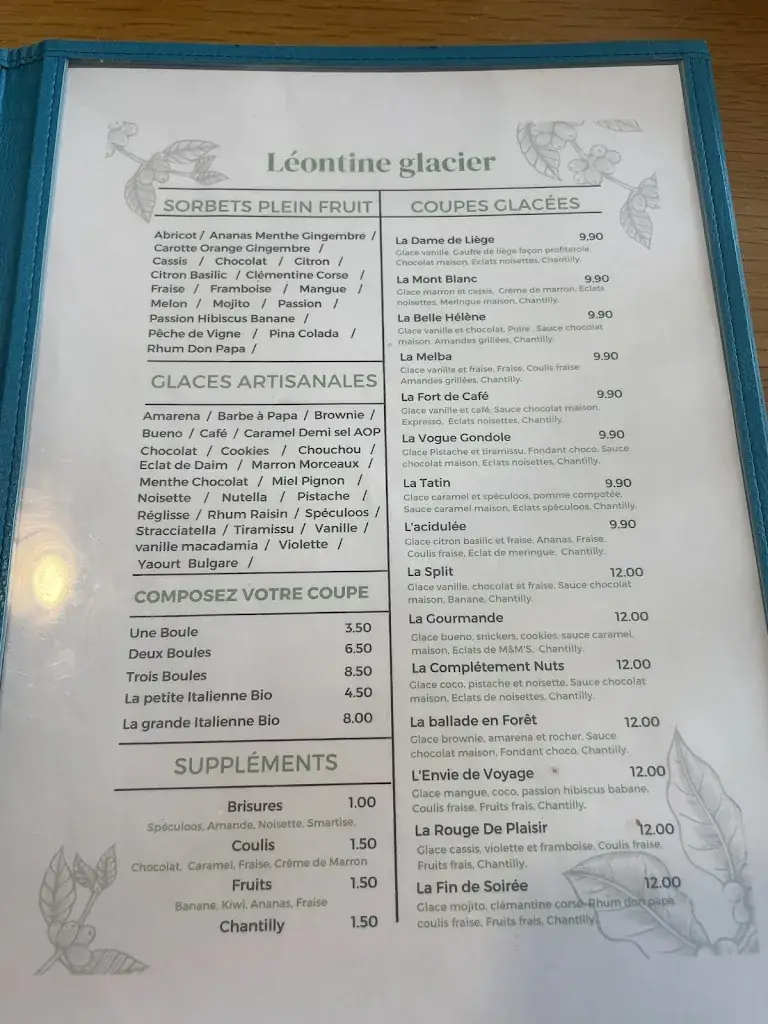 Léontine glacier
SORBETS PLEIN FRUIT
Abricot / Ananas Menthe Gingembre /
Carotte Orange Gingembre /
Cassis / Chocolat / Citron /
Citron Basilic / Clémentine Corse /
Fraise / Framboise / Mangue /
Melon / Mojito / Passion /
Passion Hibiscus Banane /
Pêche de Vigne / Pina Colada /
Rhum Don Papa /
GLACES ARTISANALES
Amarena / Barbe à Papa / Brownie /
Bueno / Café / Caramel Demi sel AOP
Chocolat / Cookies / Chouchou /
Eclat de Daim / Marron Morceaux /
Menthe Chocolat / Miel Pignon /
Noisette / Nutella / Pistache /
Réglisse / Rhum Raisin / Spéculoos /
Stracciatella / Tiramissu / Vanille /
vanille macadamia / Violette /
Yaourt Bulgare /
COMPOSEZ VOTRE COUPE
Une Boule 3.50
Deux Boules 6.50
Trois Boules 8.50
La petite Italienne Bio 4.50
La grande Italienne Bio 8.00
SUPPLÉMENTS
Brisures 1.00
Spéculoos, Amande, Noisette, Smartise,
Coulis 1.50
Chocolat, Caramel, Fraise, Crème de Marron
Fruits 1.50
Banane, Kiwi, Ananas, Fraise
Chantilly 1.50
COUPES GLACÉES
La Dame de Liège 9.90
Glace vanille, Gaufre de liège façon profiterole,
Chocolat maison, Eclats noisettes, Chantilly.
La Mont Blanc 9.90
Glace marron et cassis, Crème de marron, Eclats
noisettes, Meringue maison, Chantilly.
La Belle Hélène 9.90
Glace vanille et chocolat, Poire, Sauce chocolat
maison, Amandes grillées, Chantilly.
La Melba 9.90
Glace vanille et fraise, Fraise, Coulis fraise
Amandes grillées, Chantilly.
La Fort de Café 9.90
Glace vanille et café, Sauce chocolat maison,
Expresso, Eclats noisettes, Chantilly.
La Vogue Gondole 9.90
Glace Pistache et tiramissu, Fondant choco, Sauce
chocolat maison, Eclats noisettes, Chantilly.
La Tatin 9.90
Glace caramel et spéculoos, pomme compotée,
Sauce caramel maison, Eclats spéculoos, Chantilly.
L'acidulée 9.90
Glace citron basilic et fraise, Ananas, Fraise,
Coulis fraise, Eclat de meringue, Chantilly.
La Split 12.00
Glace vanille, chocolat et fraise, Sauce chocolat
maison, Banane, Chantilly.
La Gourmande 12.00
Glace bueno, snickers, cookies, sauce caramel,
maison, Eclats de M&M'S, Chantilly.
La Complétement Nuts 12.00
Glace coco, pistache et noisette, Sauce chocolat
maison, Eclats de noisettes, Chantilly.
La ballade en Forêt 12.00
Glace brownie, amarena et rocher, Sauce
chocolat maison, Fondant choco, Chantilly.
L'Envie de Voyage 12.00
Glace mangue, coco, passion hibiscus babane,
Coulis fraise, Fruits frais, Chantilly.
La Rouge De Plaisir 12.00
Glace cassis, violette et framboise, Coulis fraise
Fruits frais, Chantilly.
La Fin de Soirée 12.00
Glace mojito, clémantine corse, Rhum don papa
coulis fraise, Fruits frais, Chantilly